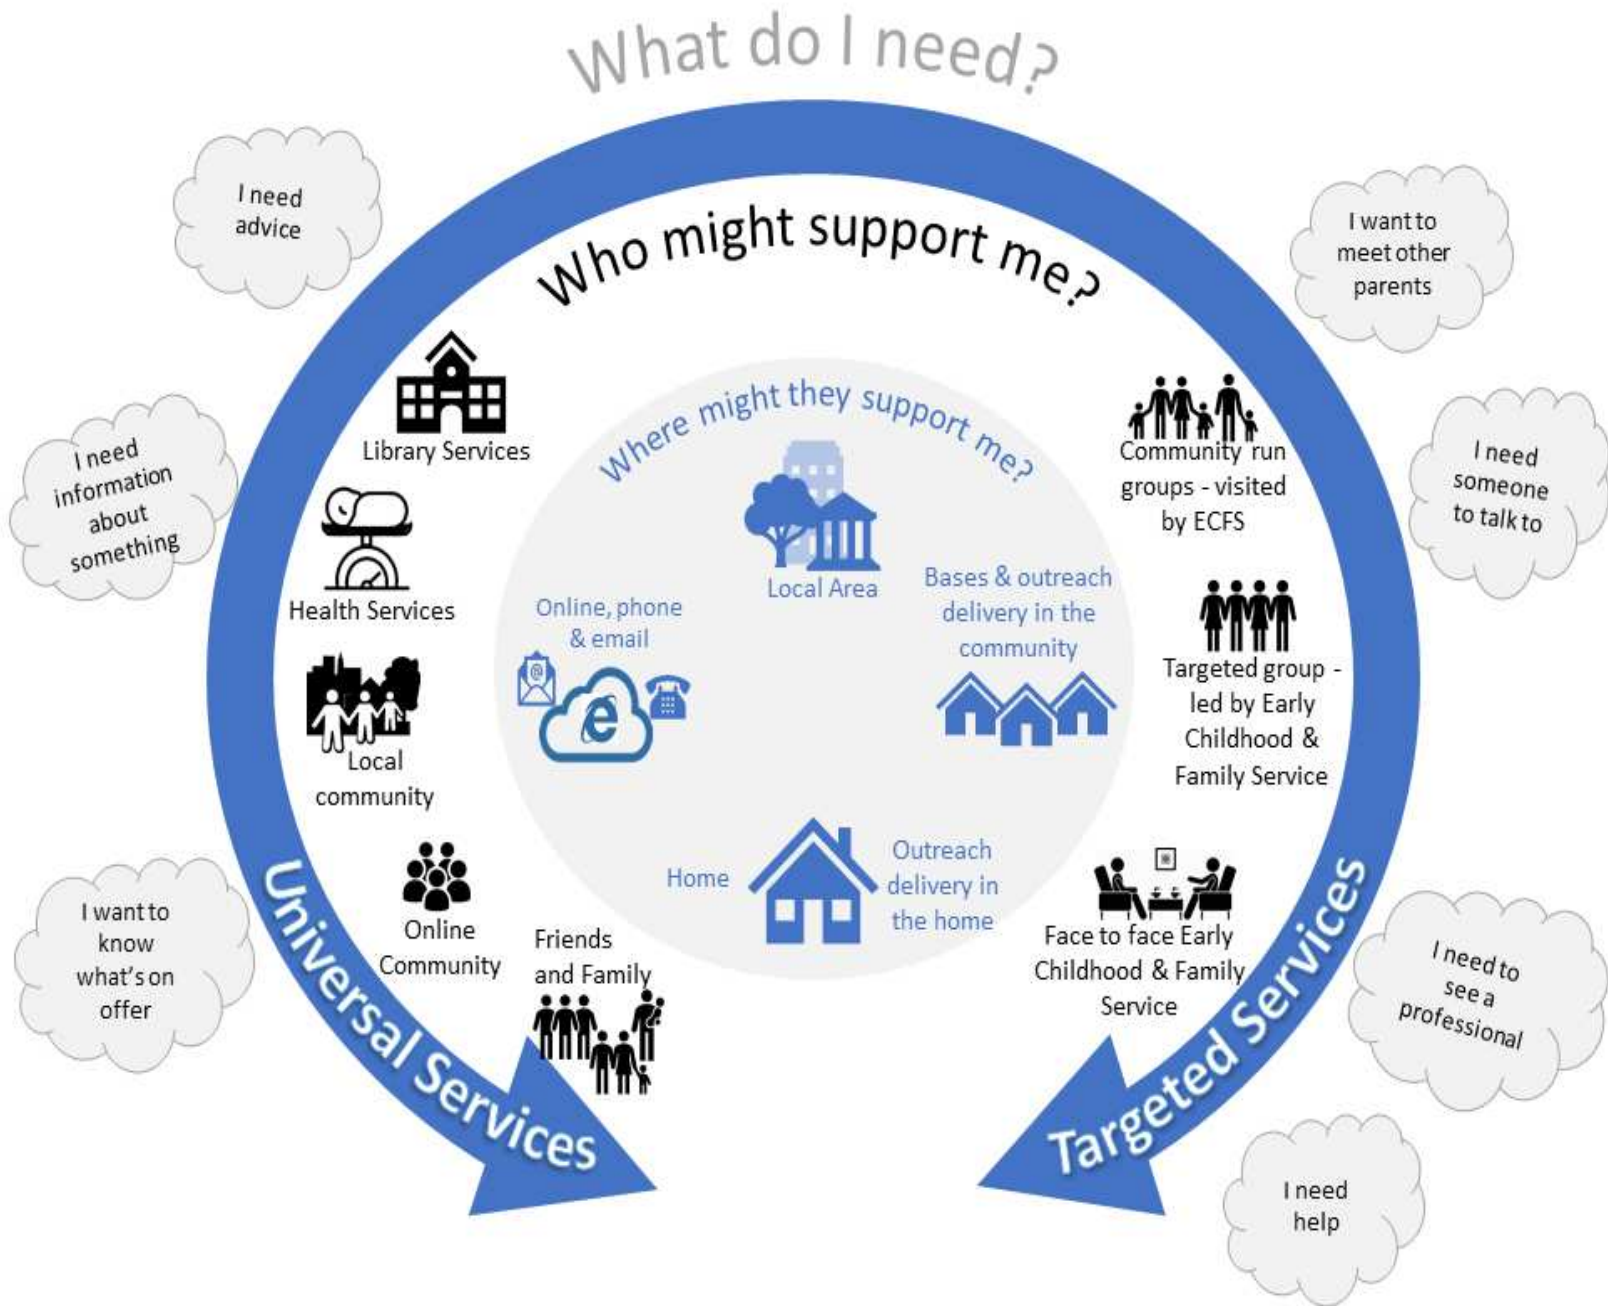 What do I need?
I need
advice
I want to
meet other
parents
Who might support me?
Library Services
Where might they support me?
Community run
groups - visited
by ECFS
I need
information
about
something
I need
someone
to talk to
Health Services
Local Area
Online, phone
& email
@
e
Bases & outreach
delivery in the
community
Targeted group -
led by Early
Childhood &
Family Service
Local
community
Home
Outreach
delivery in
the home
I want to
know
what's on
offer
Online
Community
Friends
and Family
Face to face Early
Childhood & Family
Service
I need to
see a
professional
Universal Services
Targeted Services
I need
help